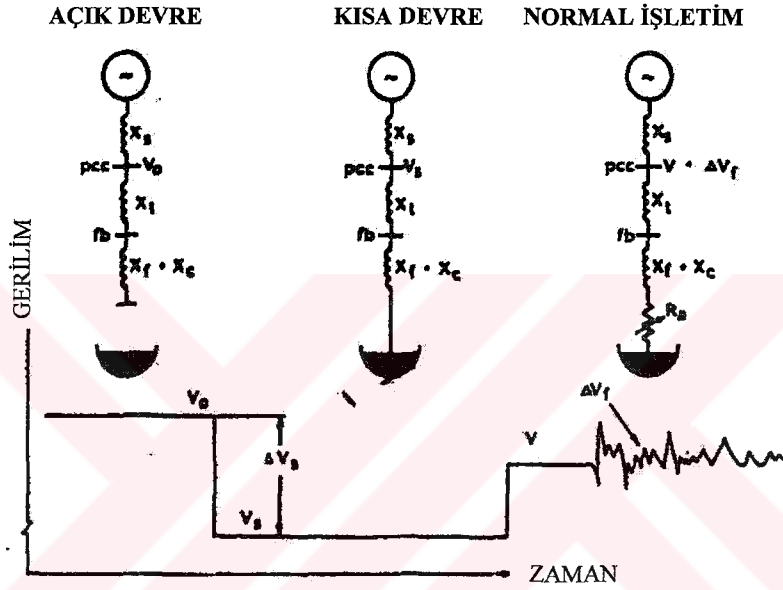 AÇIK DEVRE KISA DEVRE NORMAL İŞLETİM
~ ~ ~
Xs Xs Xs
pcc V0 pcc Vs pcc V + ΔVf
Xt Xt Xt
fb fb fb
Xf + Xc Xf + Xc Xf + Xc
Ra
GERİLİM
V0 ΔVf
ΔVs V
Vs
ZAMAN